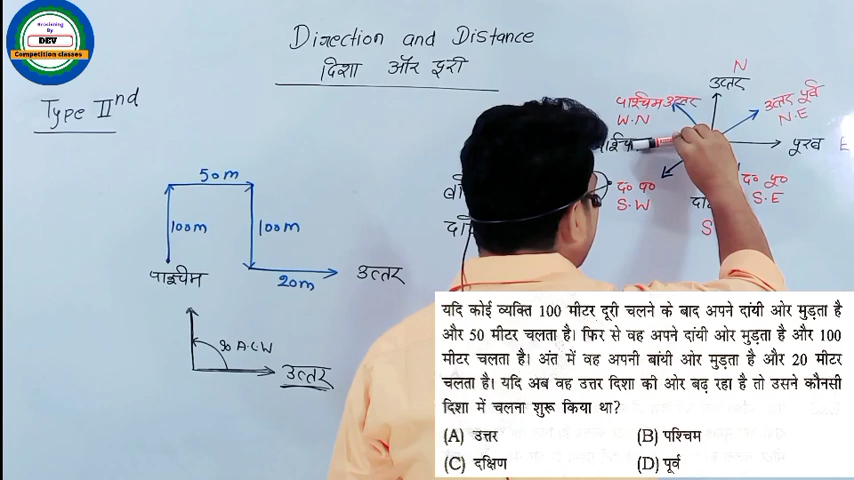 Brociening
By
DEV
Competition classes
Direction and Distance
दिशा और दूरी
Type IInd
50m
100m
100m
20m
पाश्चिम
उत्तर
90 A.C.W
उत्तर
N
उत्तर
पाश्चिम उत्तर
W.N
उत्तर पूर्व
N.E
पूरब
E
द० प०
S.W
द० पू०
S.E
S
यदि कोई व्यक्ति 100 मीटर दूरी चलने के बाद अपने दांयी ओर मुड़ता है
और 50 मीटर चलता है। फिर से वह अपने दांयी ओर मुड़ता है और 100
मीटर चलता है। अंत में वह अपनी बांयी ओर मुड़ता है और 20 मीटर
चलता है। यदि अब वह उत्तर दिशा की ओर बढ़ रहा है तो उसने कौनसी
दिशा में चलना शुरू किया था?
(A) उत्तर
(B) पश्चिम
(C) दक्षिण
(D) पूर्व